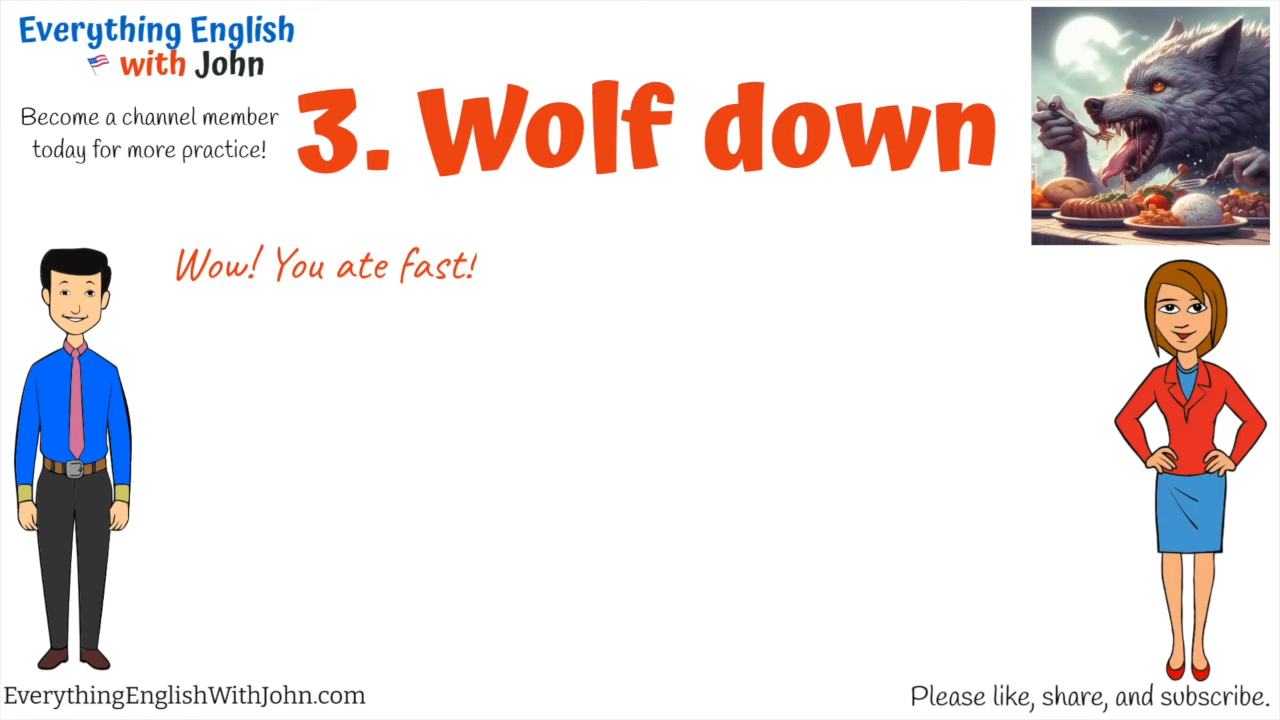 Everything English
with John
Become a channel member
today for more practice!
3. Wolf down
Wow! You ate fast!
EverythingEnglishWithJohn.com
Please like, share, and subscribe.